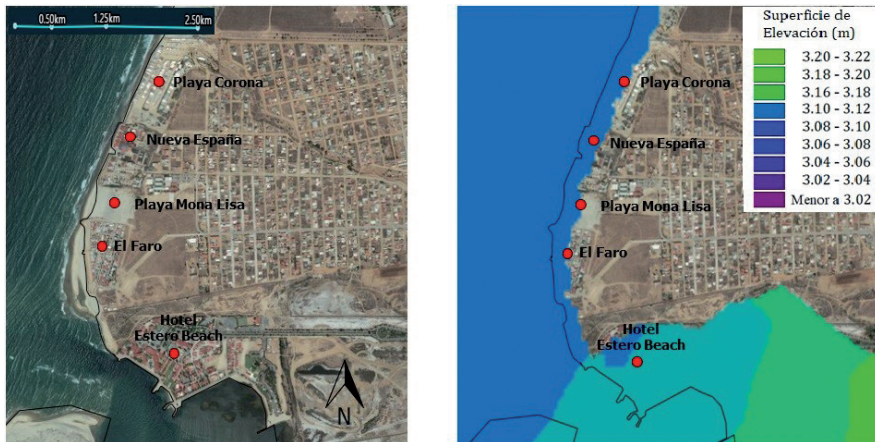 0.50km 1.25km 2.50km
Playa Corona
Nueva España
Playa Mona Lisa
El Faro
Hotel
Estero Beach
N
Superficie de
Elevación (m)
3.20 - 3.22
3.18 - 3.20
3.16 - 3.18
3.10 - 3.12
3.08 - 3.10
3.06 - 3.08
3.04 - 3.06
3.02 - 3.04
Menor a 3.02
Playa Corona
Nueva España
Playa Mona Lisa
El Faro
Hotel
Estero Beach